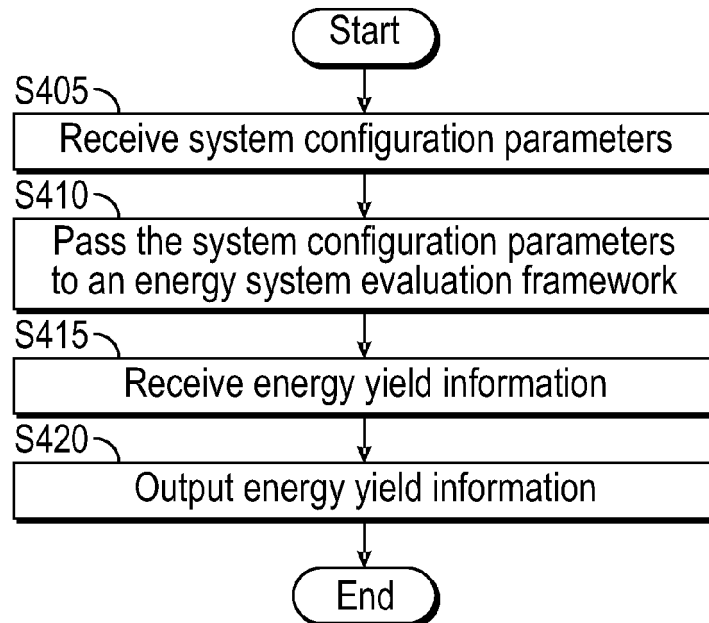 Start
S405
Receive system configuration parameters
S410
Pass the system configuration parameters
to an energy system evaluation framework
S415
Receive energy yield information
S420
Output energy yield information
End